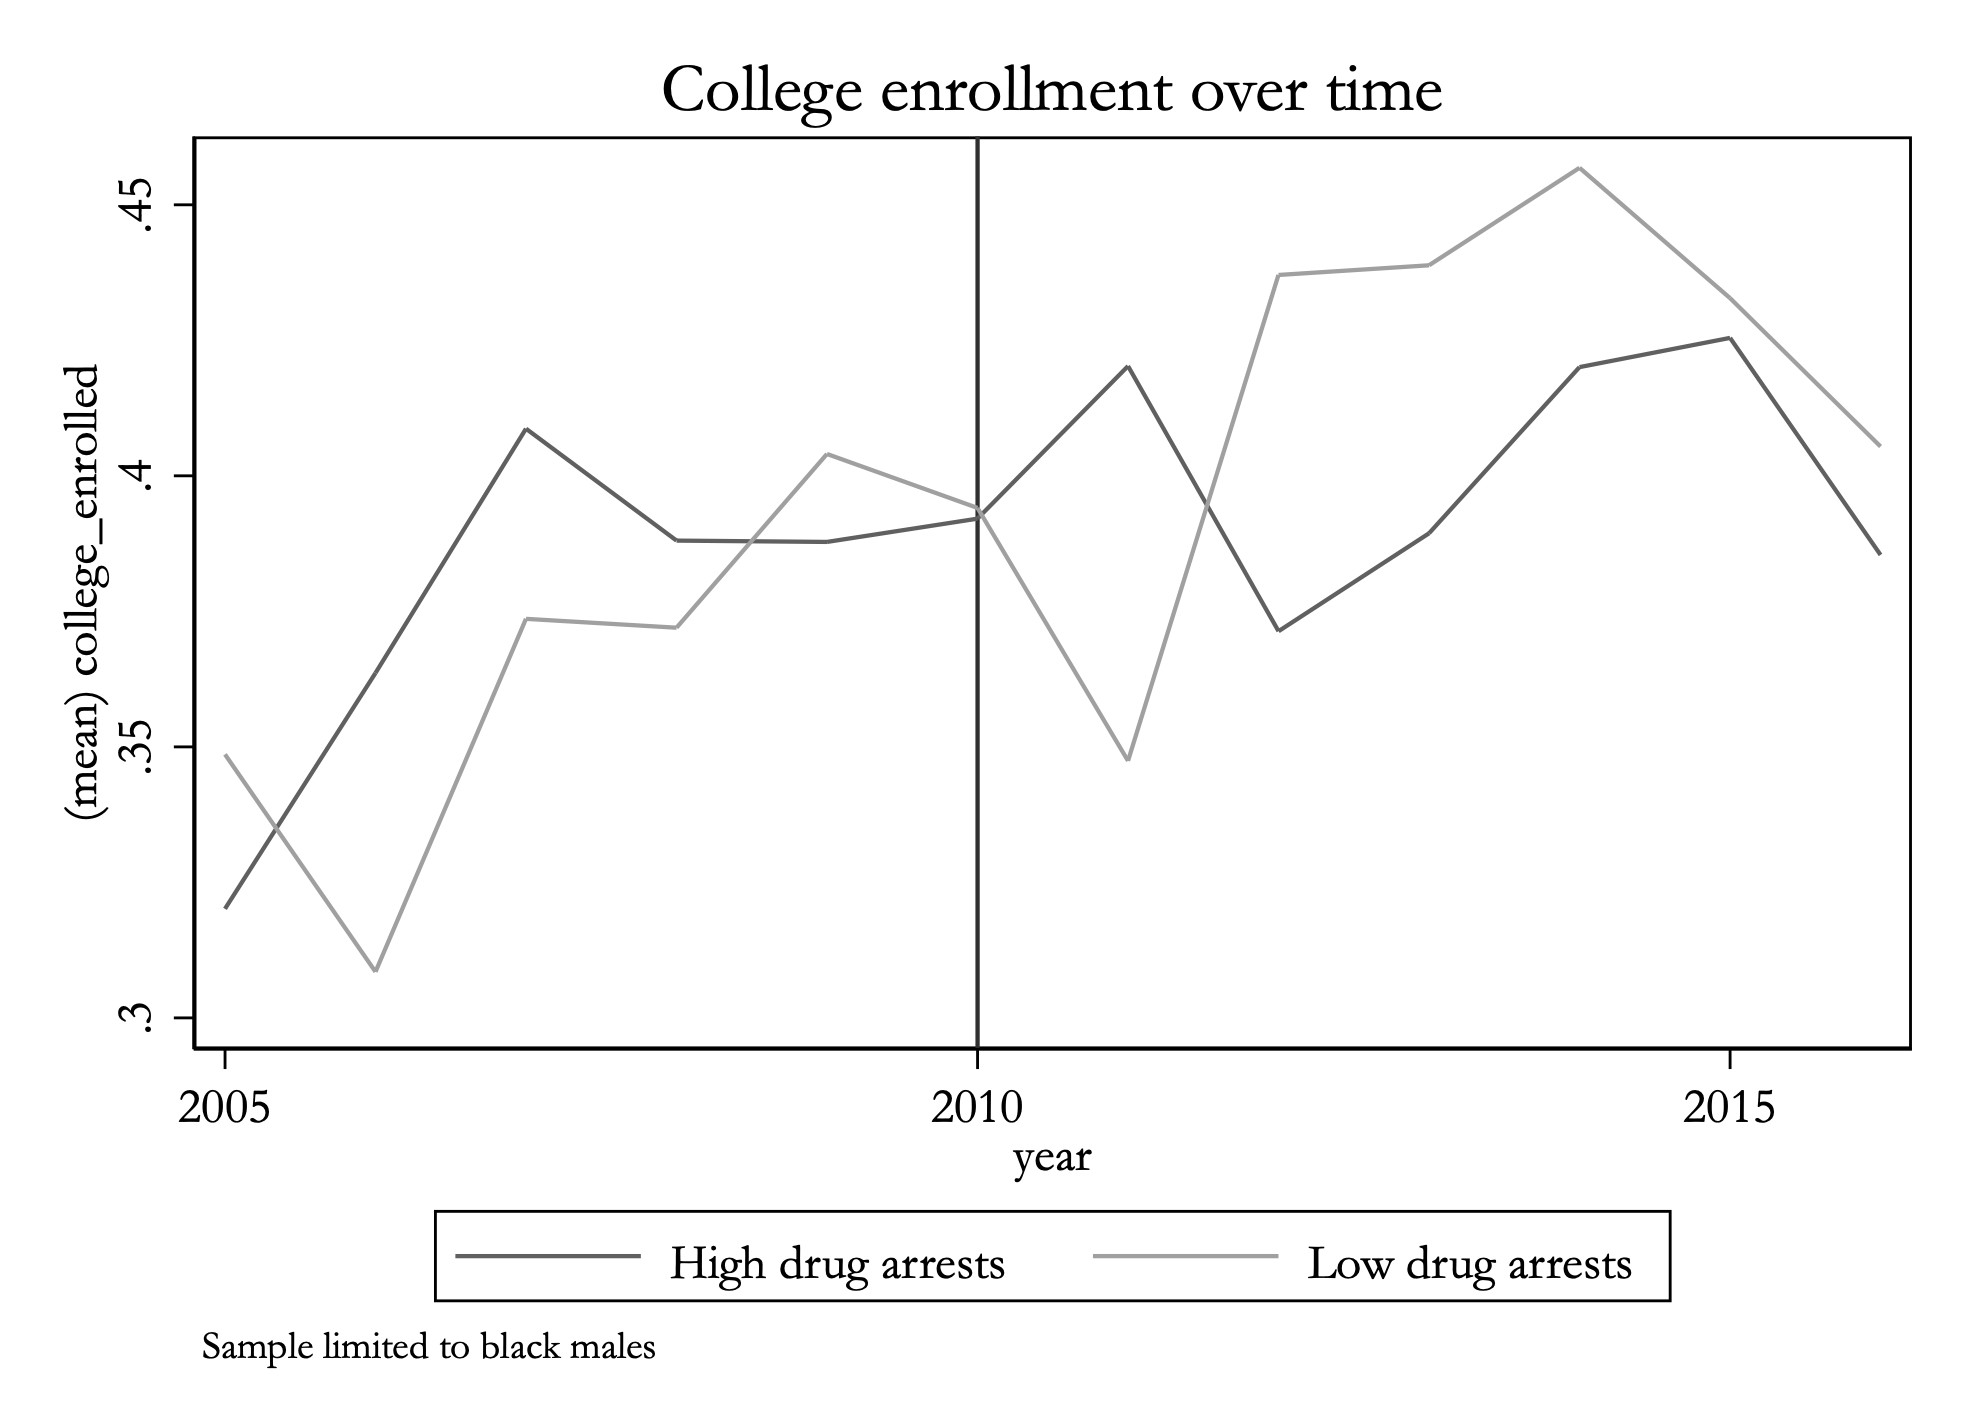 College enrollment over time
(mean) college_enrolled
.45
.4
.35
.3
2005 2010 2015
year
High drug arrests Low drug arrests
Sample limited to black males